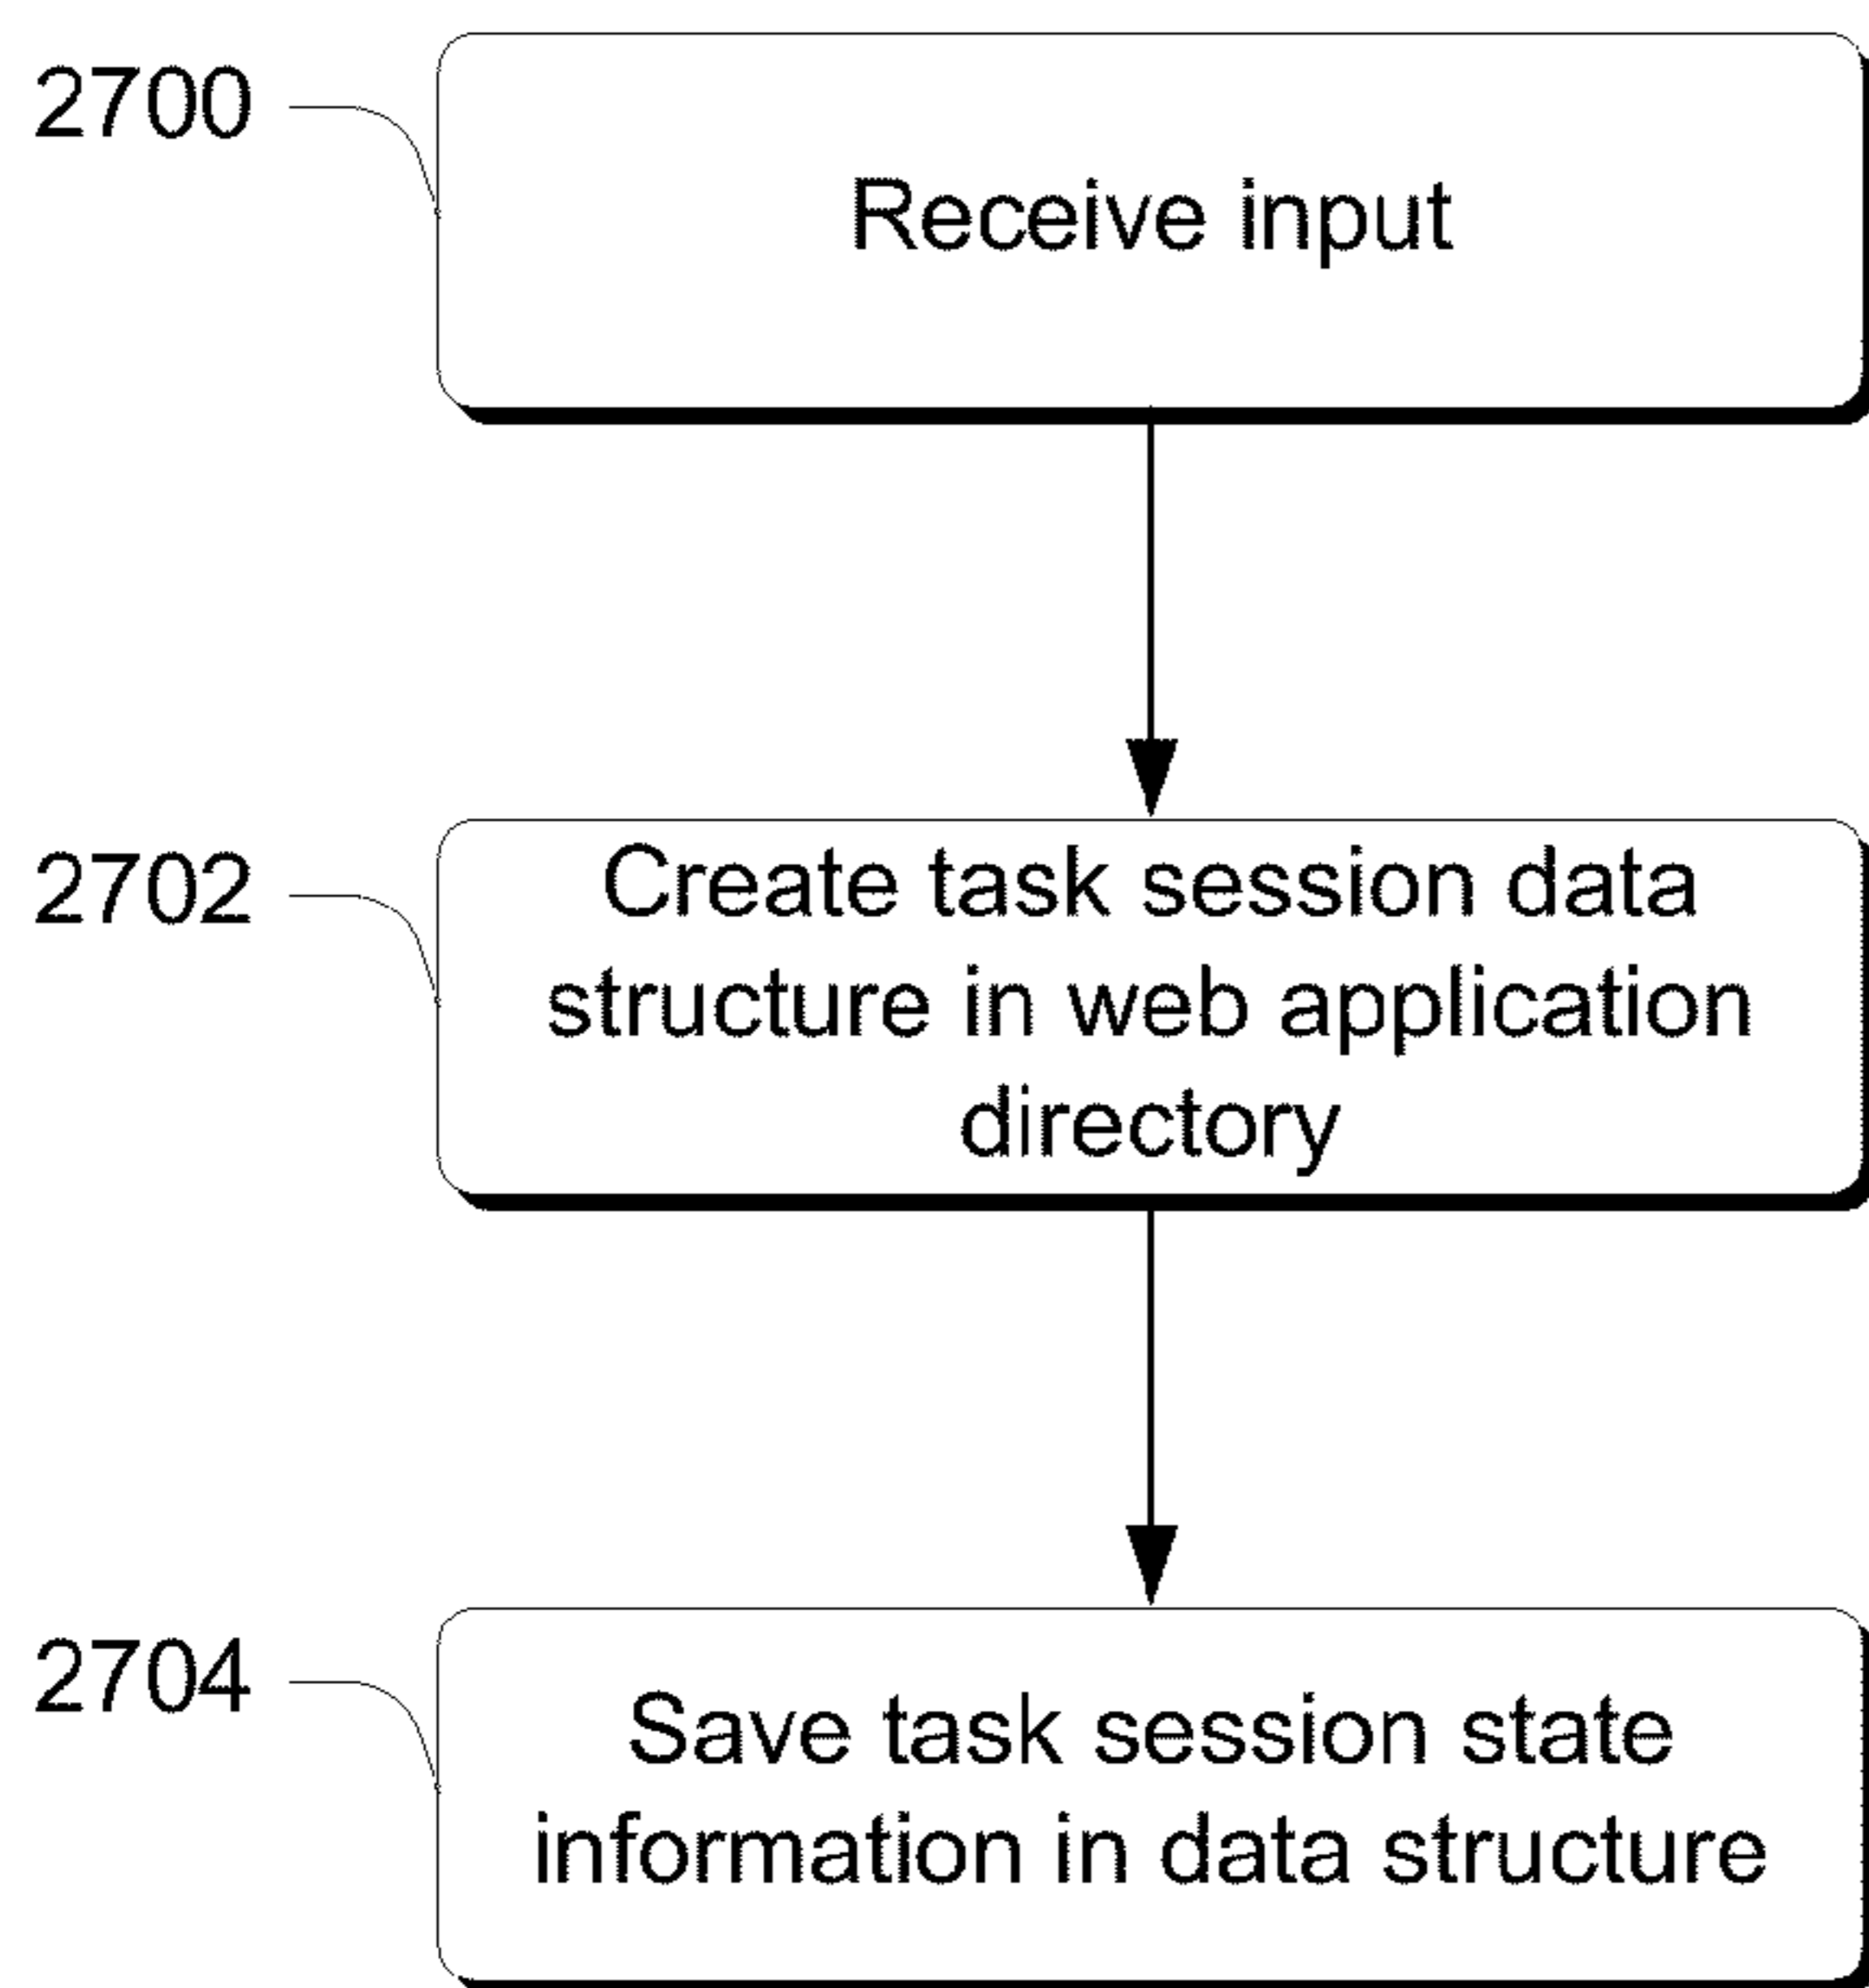 2700
Receive input
2702
Create task session data
structure in web application
directory
2704
Save task session state
information in data structure